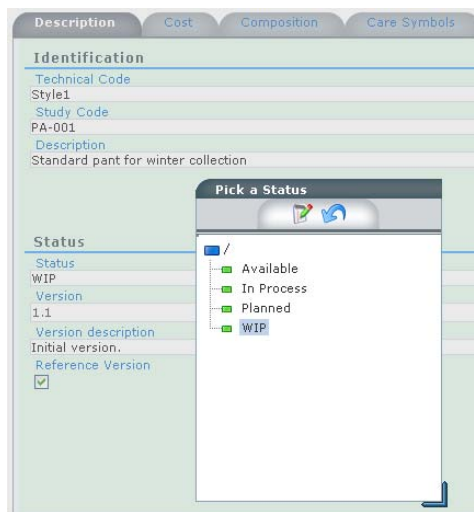 Description Cost Composition Care Symbols
Identification
Technical Code
Style1
Study Code
PA-001
Description
Standard pant for winter collection
Pick a Status
/
Available
In Process
Planned
WIP
Status
Status
WIP
Version
1.1
Version description
Initial version.
Reference Version